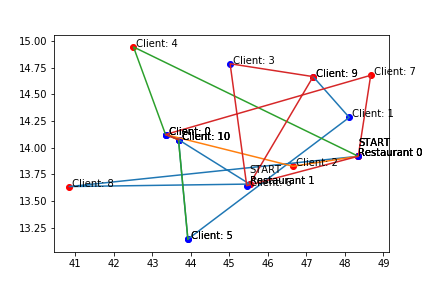 15.00
14.75
14.50
14.25
14.00
13.75
13.50
13.25
Client: 4
Client: 3
Client: 9
Client: 7
Client: 1
Client: 0
Client: 10
START
Restaurant 0
Client: 2
START
Restaurant 1
Client: 8
Client: 5
41 42 43 44 45 46 47 48 49